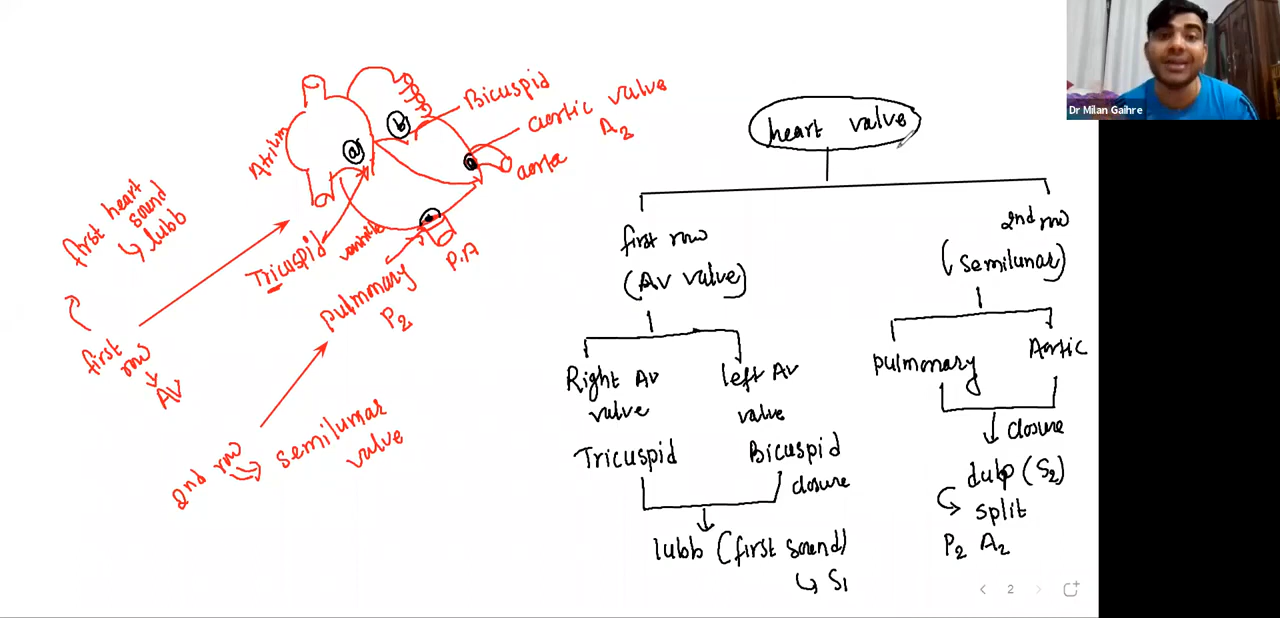 Dr Milan Gaihre
Bicuspid
aortic valve
A2
aorta
Atrium
a
b
first heart
sound
↳ lubb
Tricuspid
ventricle
P.A
pulmonary
P2
first
row
↓
AV
2nd row
semilunar
valve
heart valve
first row
(AV valve)
2nd row
(semilunar)
Right AV
valve
Tricuspid
left AV
valve
Bicuspid
closure
lubb (first sound)
↳ S1
pulmonary
Aortic
closure
dubp (S2)
split
P2 A2
2